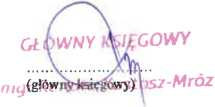 GŁÓWNY KSIĘGOWY
........................
(główny księgowy) osz-Mróz